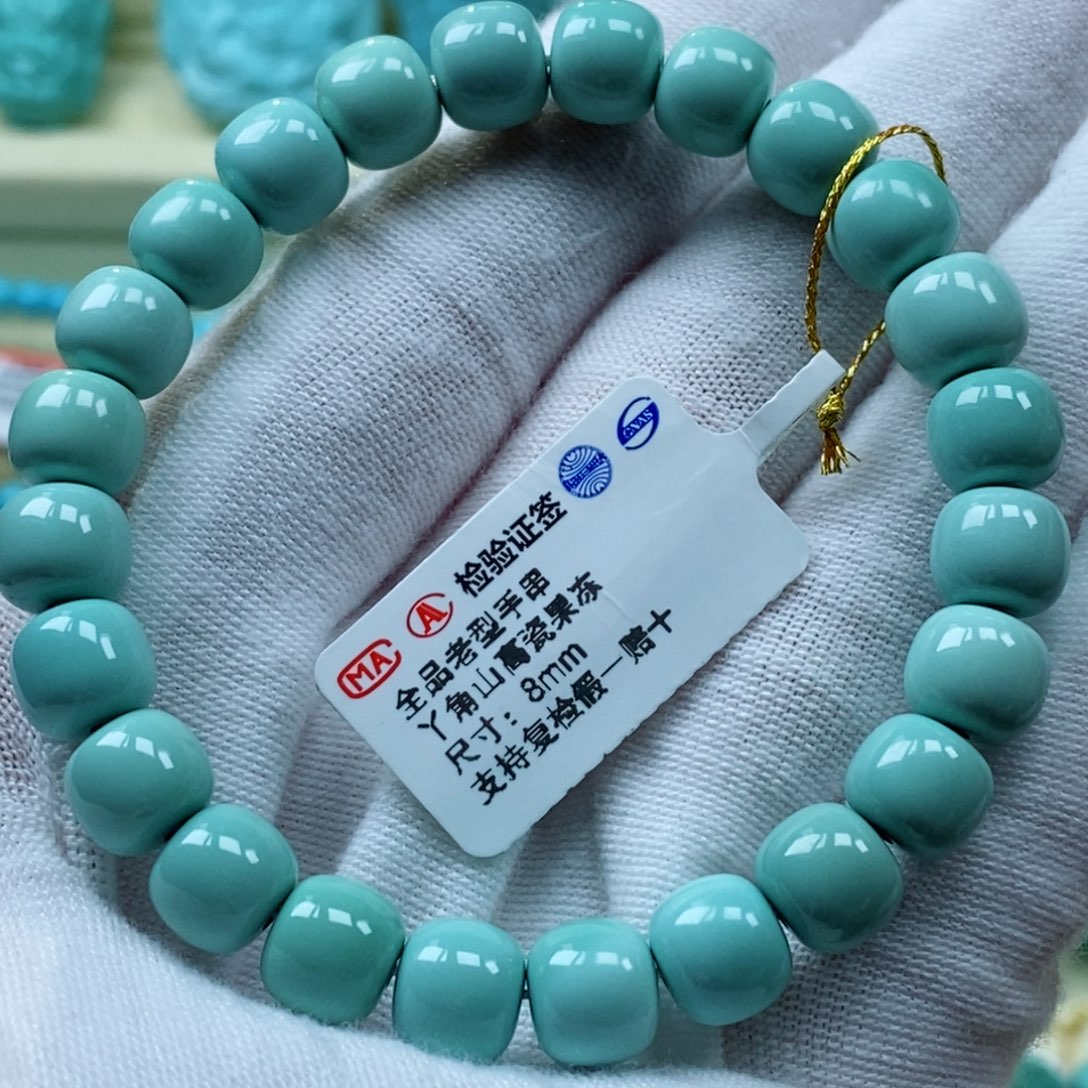 CNAS
MA A 检验证签
全品老型手串
丫角山高瓷果冻
尺寸：8mm
支持复检假一赔十